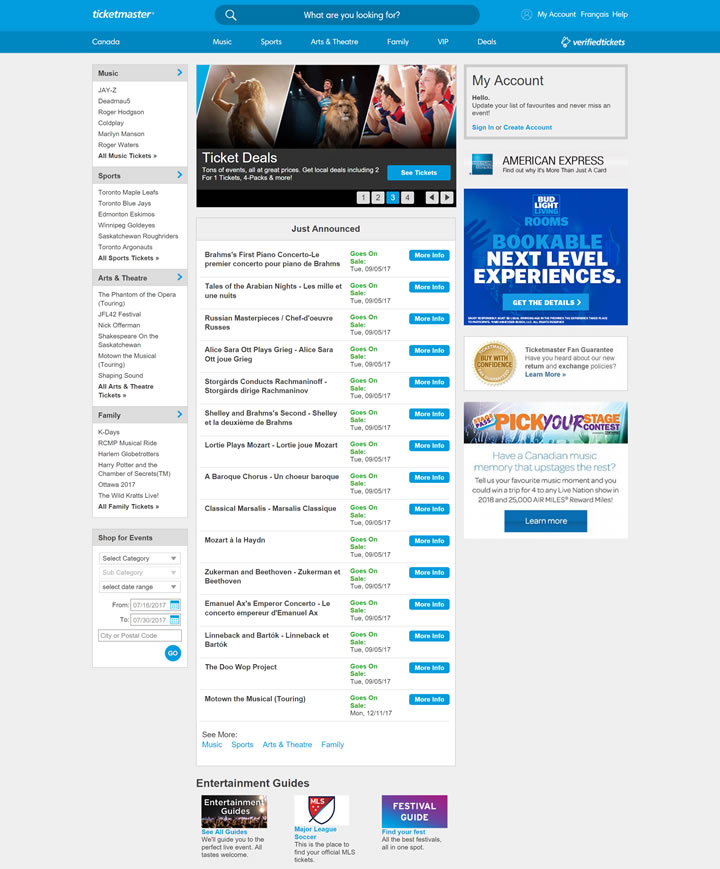 ticketmaster®
What are you looking for?
My Account Français Help
Canada
Music Sports Arts & Theatre Family VIP Deals
verifiedtickets
Music
JAY-Z
Deadmau5
Roger Hodgson
Coldplay
Marilyn Manson
Roger Waters
All Music Tickets »
Sports
Toronto Maple Leafs
Toronto Blue Jays
Edmonton Eskimos
Winnipeg Goldeyes
Saskatchewan Roughriders
Toronto Argonauts
All Sports Tickets »
Arts & Theatre
The Phantom of the Opera
(Touring)
JFL42 Festival
Nick Offerman
Shakespeare On the
Saskatchewan
Motown the Musical
(Touring)
Shaping Sound
All Arts & Theatre
Tickets »
Family
K-Days
RCMP Musical Ride
Harlem Globetrotters
Harry Potter and the
Chamber of Secrets(TM)
Ottawa 2017
The Wild Kratts Live!
All Family Tickets »
Shop for Events
Select Category
Sub Category
select date range
From: 07/18/2017
To: 07/30/2017
City or Postal Code
GO
Ticket Deals
Tons of events, all at great prices. Get local deals including 2
For 1 Tickets, 4-Packs & more!
See Tickets
1 2 3 4
Just Announced
Brahms's First Piano Concerto-Le
premier concerto pour piano de Brahms
Goes On
Sale:
Tue, 09/05/17
More Info
Tales of the Arabian Nights - Les mille et
une nuits
Goes On
Sale:
Tue, 09/05/17
More Info
Russian Masterpieces / Chef-d'oeuvre
Russes
Goes On
Sale:
Tue, 09/05/17
More Info
Alice Sara Ott Plays Grieg - Alice Sara
Ott joue Grieg
Goes On
Sale:
Tue, 09/05/17
More Info
Storgårds Conducts Rachmaninoff -
Storgårds dirige Rachmaninov
Goes On
Sale:
Tue, 09/05/17
More Info
Shelley and Brahms's Second - Shelley
et la deuxième de Brahms
Goes On
Sale:
Tue, 09/05/17
More Info
Lortie Plays Mozart - Lortie joue Mozart
Goes On
Sale:
Tue, 09/05/17
More Info
A Baroque Chorus - Un choeur baroque
Goes On
Sale:
Tue, 09/05/17
More Info
Classical Marsalis - Marsalis Classique
Goes On
Sale:
Tue, 09/05/17
More Info
Mozart à la Haydn
Goes On
Sale:
Tue, 09/05/17
More Info
Zukerman and Beethoven - Zukerman et
Beethoven
Goes On
Sale:
Tue, 09/05/17
More Info
Emanuel Ax's Emperor Concerto - Le
concerto empereur d'Emanuel Ax
Goes On
Sale:
Tue, 09/05/17
More Info
Linneback and Bartók - Linneback et
Bartók
Goes On
Sale:
Tue, 09/05/17
More Info
The Doo Wop Project
Goes On
Sale:
Tue, 09/05/17
More Info
Motown the Musical (Touring)
Goes On
Sale:
Mon, 12/11/17
More Info
See More:
Music Sports Arts & Theatre Family
Entertainment Guides
Entertainment
Guides
See All Guides
We'll guide you to the
perfect live event. All
tastes welcome.
MLS
Major League
Soccer
This is the place to
find your official MLS
tickets.
FESTIVAL
GUIDE
Find your fest
All the best festivals,
all in one spot.
My Account
Hello.
Update your list of favourites and never miss an
event!
Sign In or Create Account
AMERICAN EXPRESS
Find out why It's More Than Just A Card
BUD
LIGHT
LIVING
ROOMS
BOOKABLE
NEXT LEVEL
EXPERIENCES.
GET THE DETAILS
BUY WITH
CONFIDENCE
Ticketmaster Fan Guarantee
Have you heard about our new
return and exchange policies?
Learn More »
STAGE
PASS
PICK YOUR STAGE
CONTEST
Have a Canadian music
memory that upstages the rest?
Tell us your favourite music moment and you
could win a trip for 4 to any Live Nation show in
2018 and 25,000 AIR MILES® Reward Miles!
Learn more